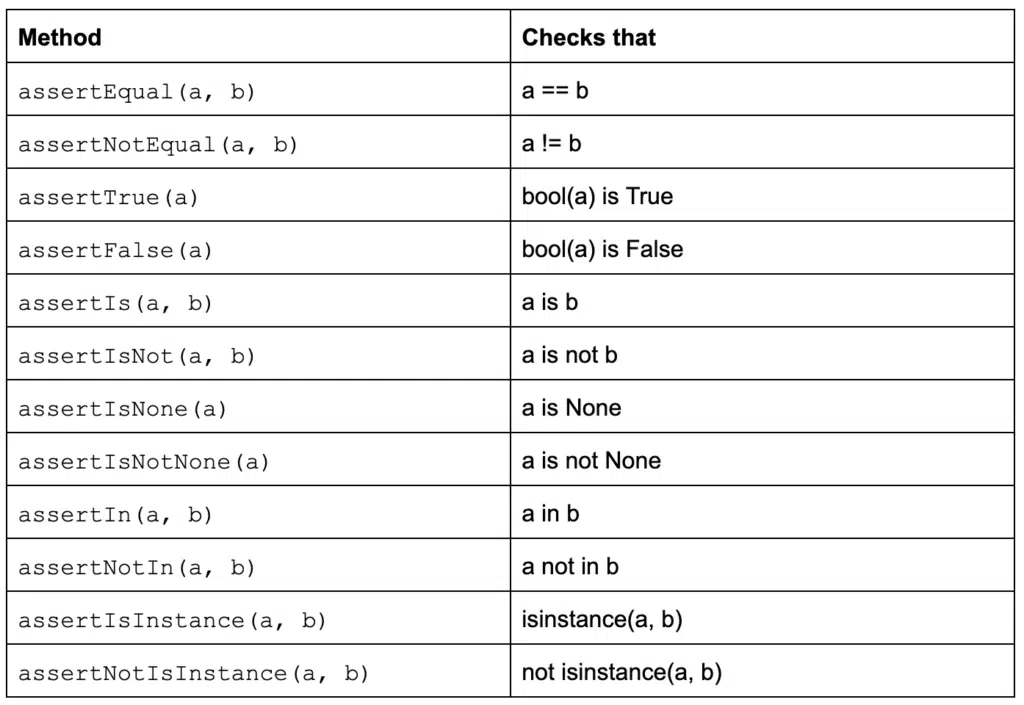 Method Checks that
assertEqual(a, b) a == b
assertNotEqual(a, b) a != b
assertTrue(a) bool(a) is True
assertFalse(a) bool(a) is False
assertIs(a, b) a is b
assertIsNot(a, b) a is not b
assertIsNone(a) a is None
assertIsNotNone(a) a is not None
assertIn(a, b) a in b
assertNotIn(a, b) a not in b
assertIsInstance(a, b) isinstance(a, b)
assertNotIsInstance(a, b) not isinstance(a, b)